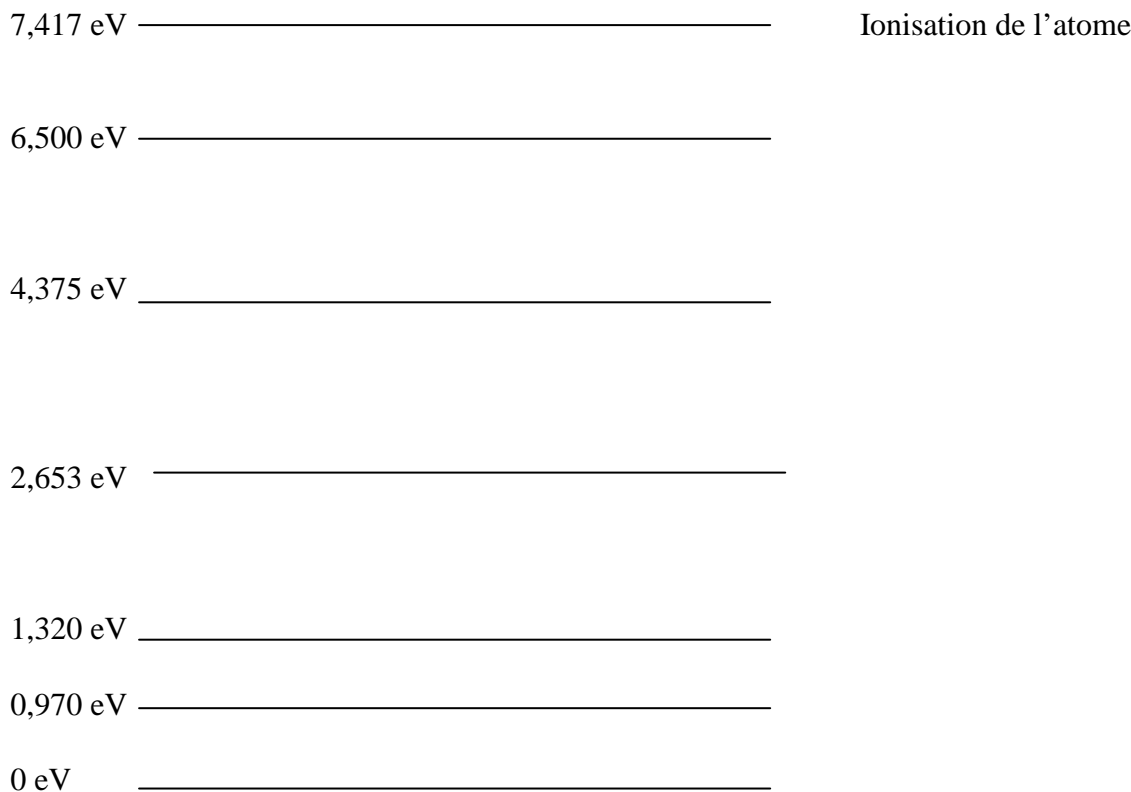 7,417 eV Ionisation de l’atome
6,500 eV
4,375 eV
2,653 eV
1,320 eV
0,970 eV
0 eV